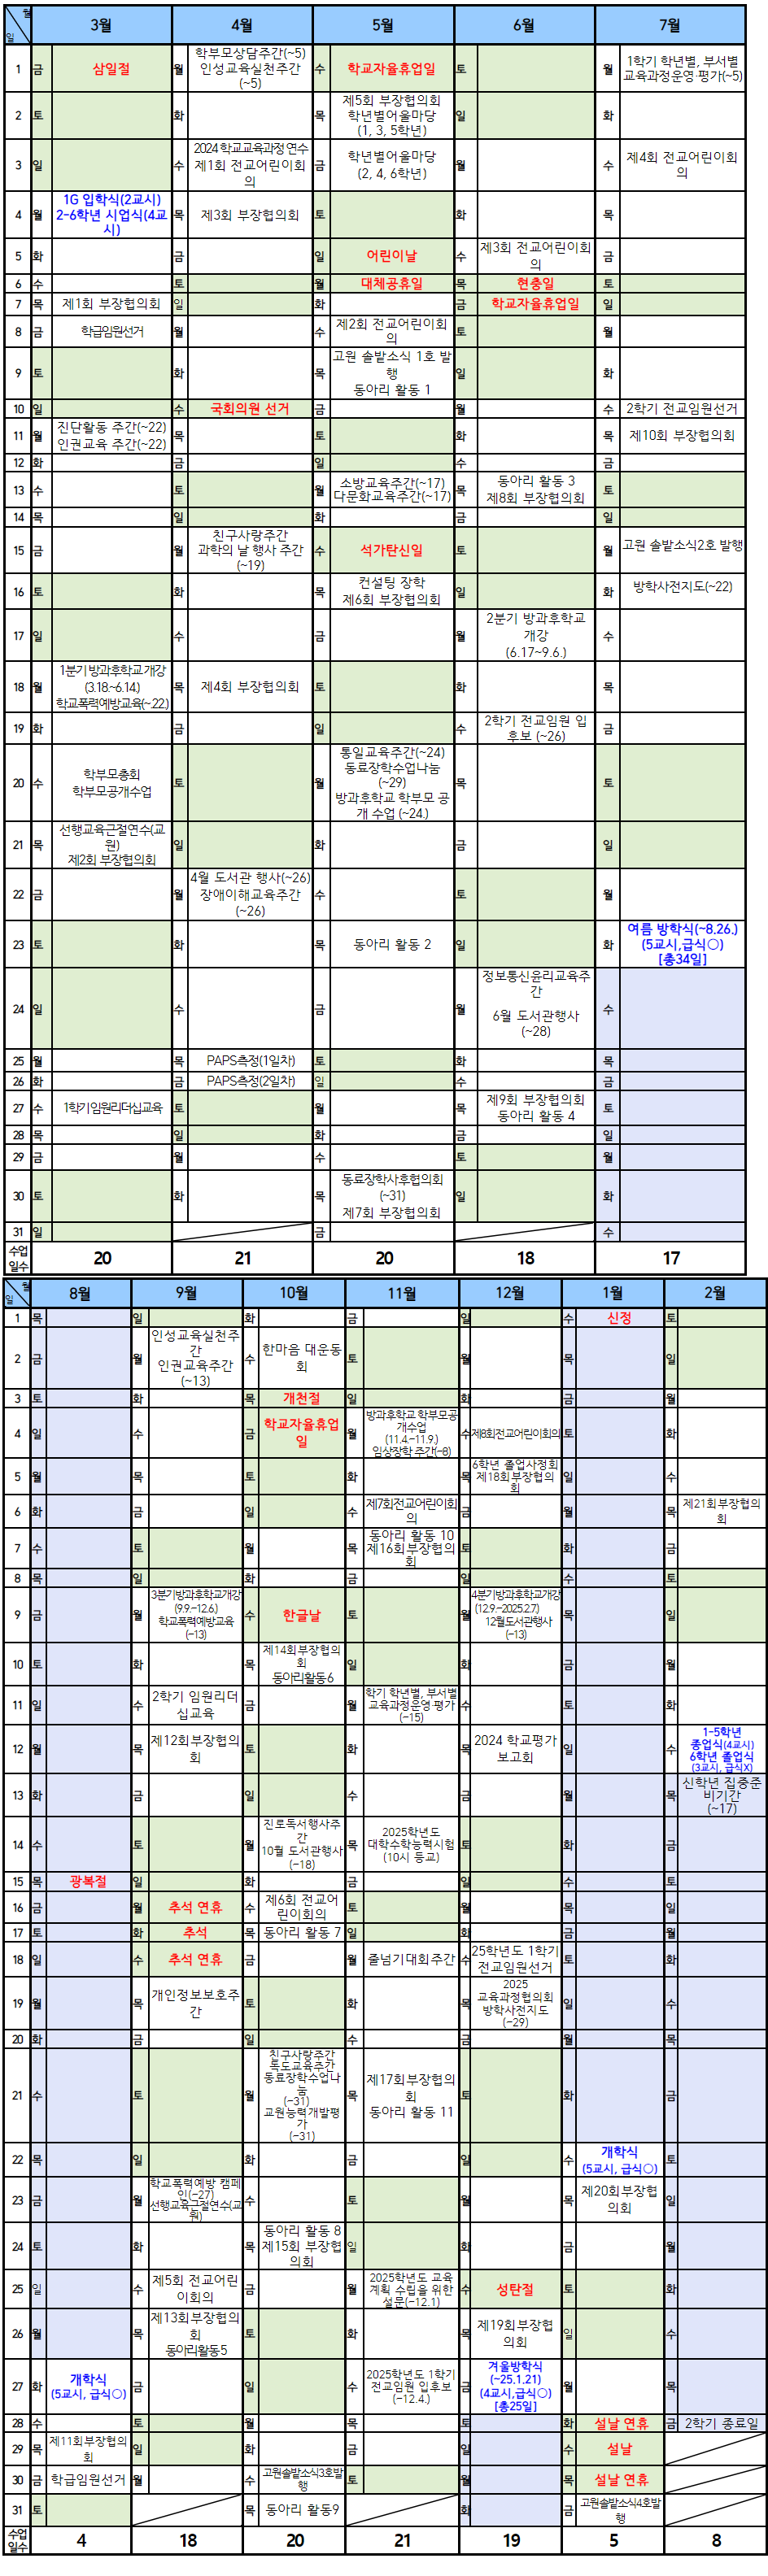 월
일
3월 4월 5월 6월 7월
1 금 삼일절
월 학부모상담주간(~5)
인성교육실천주간
(~5)
수 학교자율휴업일
토
월 1학기 학년별, 부서별
교육과정운영·평가(~5)
2 토 화
목 제5회 부장협의회
학년별어울마당
(1, 3, 5학년)
일 화
3 일
수 2024 학교교육과정 연수
제1회 전교어린이회
의
금 학년별어울마당
(2, 4, 6학년)
월
수 제4회 전교어린이회
의
4 월 1G 입학식(2교시)
2-6학년 시업식(4교
시)
목 제3회 부장협의회
토 화 목
5 화 금
일 어린이날
수 제3회 전교어린이회
의
금
6 수 토 월 대체공휴일 목 현충일 토
7 목 제1회 부장협의회 일 화 금 학교자율휴업일 일
8 금 학급임원선거 월
수 제2회 전교어린이회
의
토 월
9 토 화
목 고원 솔밭소식 1호 발
행
동아리 활동 1
일 화
10 일 수 국회의원 선거 금 월 수 2학기 전교임원선거
11 월 진단활동 주간(~22)
인권교육 주간(~22)
목 토 화 목 제10회 부장협의회
12 화 금 일 수 금
13 수 토
월 소방교육주간(~17)
다문화교육주간(~17)
목 동아리 활동 3
제8회 부장협의회
토
14 목 일 화 금 일
15 금
월 친구사랑주간
과학의 날 행사 주간
(~19)
수 석가탄신일
토
월 고원 솔밭소식2호 발행
16 토 화
목 컨설팅 장학
제6회 부장협의회
일
화 방학사전지도(~22)
17 일 수 금
월 2분기 방과후학교
개강
(6.17~9.6.)
수
18 월 1분기 방과후학교 개강
(3.18.~6.14.)
학교폭력예방교육(~.22.)
목 제4회 부장협의회
토 화 목
19 화 금 일
수 2학기 전교임원 입
후보 (~26)
금
20 수 학부모총회
학부모공개수업
토
월 통일교육주간(~24)
동료장학수업나눔
(~29)
방과후학교 학부모 공
개 수업 (~24.)
목 토
21 목 선행교육근절연수(교
원)
제2회 부장협의회
일 화 금 일
22 금
월 4월 도서관 행사(~26)
장애이해교육주간
(~26)
수 토 월
23 토 화
목 동아리 활동 2
일
화 여름 방학식(~8.26.)
(5교시,급식○)
[총34일]
24 일 수 금
월 정보통신윤리교육주
간
6월 도서관행사
(~28)
수
25 월 목 PAPS측정(1일차) 토 화 목
26 화 금 PAPS측정(2일차) 일 수 금
27 수 1학기 임원리더십교육 토 월
목 제9회 부장협의회
동아리 활동 4
토
28 목 일 화 금 일
29 금 월 수 토 월
30 토 화
목 동료장학사후협의회
(~31)
제7회 부장협의회
일 화
31 일 금 수
수업
일수
20 21 20 18 17
월
일
8월 9월 10월 11월 12월 1월 2월
1 목 일 화 금 일 수 신정 토
2 금
월 인성교육실천주
간
인권교육주간
(~13)
수 한마음 대운동
회
토 월 목 일
3 토 화 목 개천절 일 화 금 월
4 일 수
금 학교자율휴업
일
월 방과후학교 학부모공
개수업
(11.4.~11.9.)
임상장학 주간(~8)
수 제8회전교어린이회의
토 화
5 월 목 토 화
목 6학년 졸업사정회
제18회부장협의
회
일 수
6 화 금 일
수 제7회전교어린이회
의
금 월
목 제21회부장협의
회
7 수 토 월
목 동아리 활동 10
제16회부장협의
회
토 화 금
8 목 일 화 금 일 수 토
9 금
월 3분기방과후학교개강
(9.9.~12.6.)
학교폭력예방교육
(~13)
수 한글날
토
월 4분기방과후학교개강
(12.9.~2025.2.7.)
12월도서관행사
(~13)
목 일
10 토 화
목 제14회부장협의
회
동아리활동6
일 화 금 월
11 일
수 2학기 임원리더
십교육
금
월 학기 학년별, 부서별
교육과정운영·평가
(~15)
수 토 화
12 월
목 제12회부장협의
회
토 화
목 2024 학교평가
보고회
일
수 1-5학년
종업식(4교시)
6학년 졸업식
(3교시, 급식X)
13 화 금 일 수 금 월
목 신학년 집중준
비기간
(~17)
14 수 토
월 진로독서행사주
간
10월 도서관행사
(~18)
목 2025학년도
대학수학능력시험
(10시 등교)
토 화 금
15 목 광복절 일 화 금 일 수 토
16 금 월 추석 연휴
수 제6회 전교어
린이회의
토 월 목 일
17 토 화 추석 목 동아리 활동 7 일 화 금 월
18 일 수 추석 연휴 금
월 줄넘기대회주간
수 25학년도 1학기
전교임원선거
토 화
19 월
목 개인정보보호주
간
토 화
목 2025
교육과정협의회
방학사전지도
(~29)
일 수
20 화 금 일 수 금 월 목
21 수 토
월 친구사랑주간
독도교육주간
동료장학수업나
눔
(~31)
교원능력개발평
가
(~31)
목 제17회부장협의
회
동아리 활동 11
토 화 금
22 목 일 화 금 일
수 개학식
(5교시, 급식○)
토
23 금
월 학교폭력예방 캠페
인(~27)
선행교육근절연수(교
원)
수 토 월
목 제20회부장협
의회
일
24 토 화
목 동아리 활동 8
제15회 부장협
의회
일 화 금 월
25 일
수 제5회 전교어린
이회의
금
월 2025학년도 교육
계획 수립을 위한
설문(~12.1)
수 성탄절
토 화
26 월
목 제13회부장협의
회
동아리활동5
토 화
목 제19회부장협
의회
일 수
27 화 개학식
(5교시, 급식○)
금 일
수 2025학년도 1학기
전교임원 입후보
(~12.4.)
금 겨울방학식
(~25.1.21)
(4교시,급식○)
[총25일]
월 목
28 수 토 월 목 토 화 설날 연휴 금 2학기 종료일
29 목 제11회부장협의
회
일 화 금 일 수 설날
30 금 학급임원선거 월
수 고원솔밭소식3호발
행
토 월 목 설날 연휴
31 토 목 동아리 활동9 화
금 고원솔밭소식4호발
행
수업
일수
4 18 20 21 19 5 8